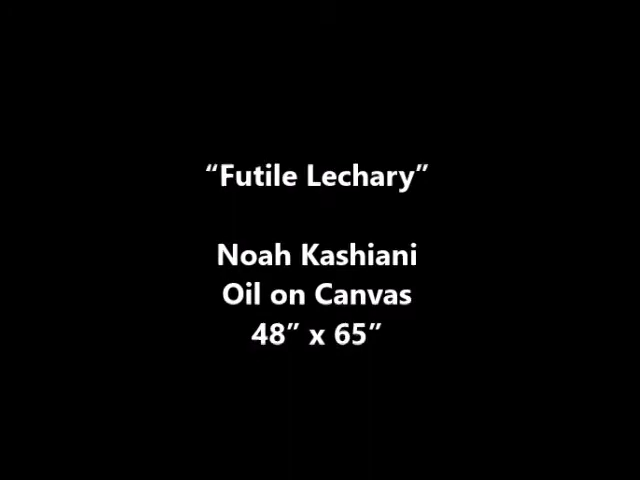 “Futile Lechary”
Noah Kashiani
Oil on Canvas
48” x 65”